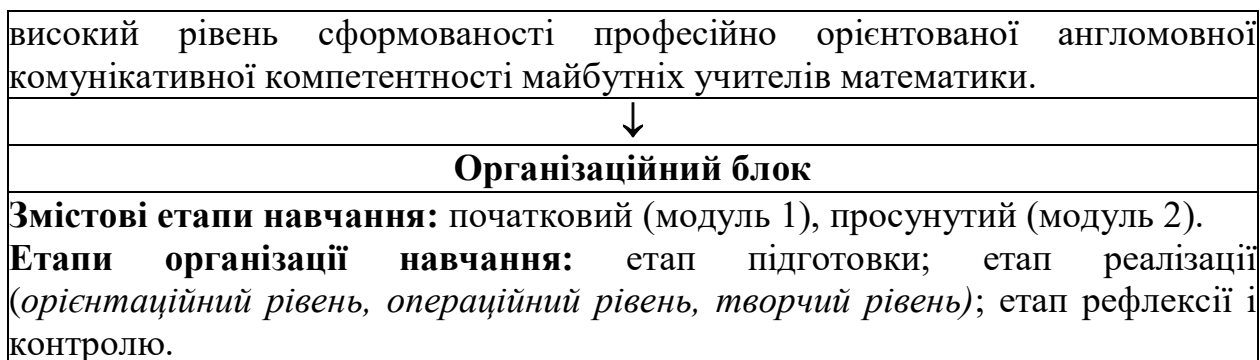 високий рівень сформованості професійно орієнтованої англомовної
комунікативної компетентності майбутніх учителів математики.
↓
Організаційний блок
Змістові етапи навчання: початковий (модуль 1), просунутий (модуль 2).
Етапи організації навчання: етап підготовки; етап реалізації
(орієнтаційний рівень, операційний рівень, творчий рівень); етап рефлексії і
контролю.